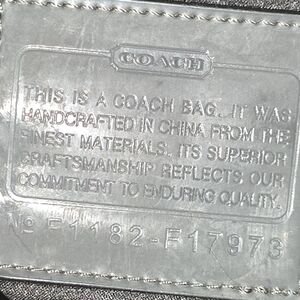 COACH
THIS IS A COACH BAG. IT WAS
HANDCRAFTED IN CHINA FROM THE
FINEST MATERIALS. ITS SUPERIOR
CRAFTSMANSHIP REFLECTS OUR
COMMITMENT TO ENDURING QUALITY.
No F1182-F17973